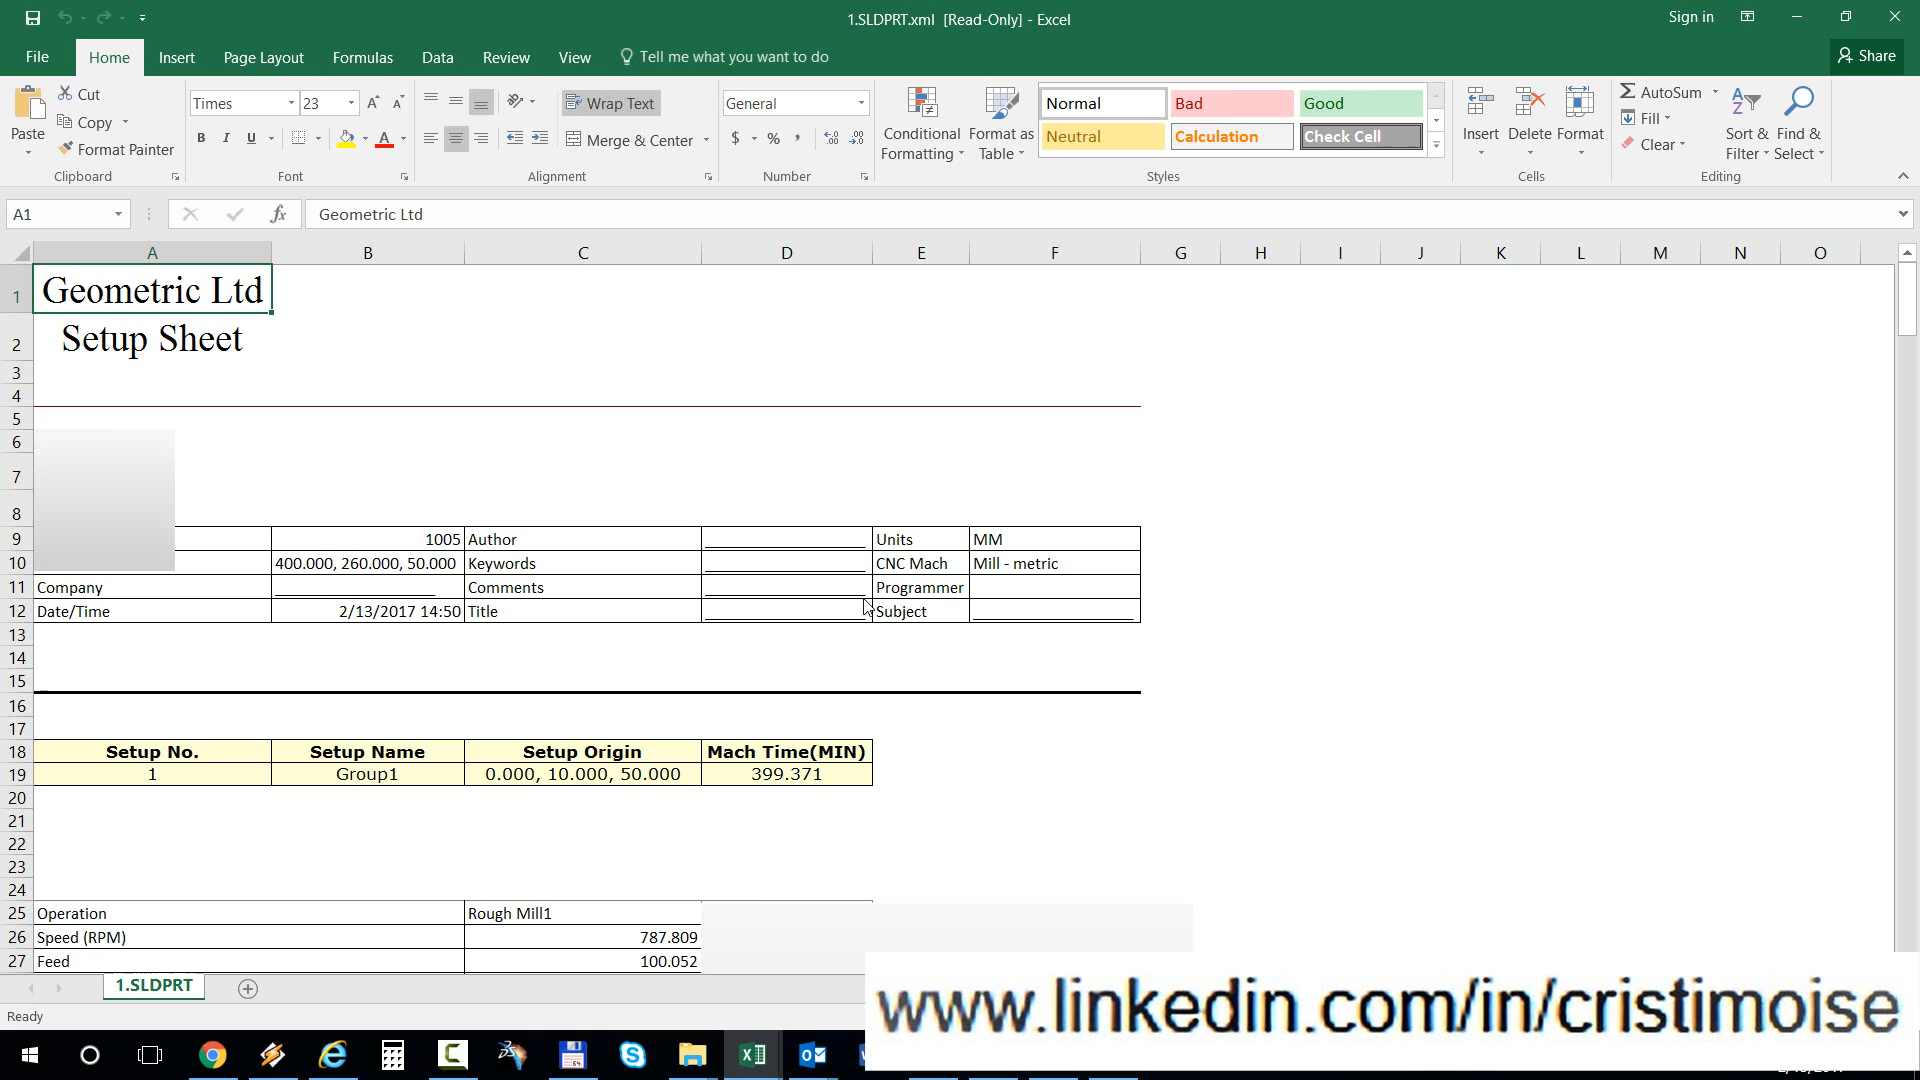 1.SLDPRT.xml [Read-Only] - Excel
Sign in
File Home Insert Page Layout Formulas Data Review View Tell me what you want to do
Share
Paste
Cut
Copy
Format Painter
Clipboard
Times 23
B I U
Font
Wrap Text
Merge & Center
Alignment
General
$ % ,
Number
Conditional Formatting
Format as Table
Normal Bad Good
Neutral Calculation Check Cell
Styles
Insert Delete Format
Cells
AutoSum
Fill
Clear
Sort & Filter
Find & Select
Editing
A1 fx Geometric Ltd
A B C D E F G H I J K L M N O
1 Geometric Ltd
2 Setup Sheet
3
4
5
6
7
8
9 1005 Author Units MM
10 400.000, 260.000, 50.000 Keywords CNC Mach Mill - metric
11 Company Comments Programmer
12 Date/Time 2/13/2017 14:50 Title Subject
13
14
15
16
17
18 Setup No. Setup Name Setup Origin Mach Time(MIN)
19 1 Group1 0.000, 10.000, 50.000 399.371
20
21
22
23
24
25 Operation Rough Mill1
26 Speed (RPM) 787.809
27 Feed 100.052
1.SLDPRT
Ready
www.linkedin.com/in/cristimoise